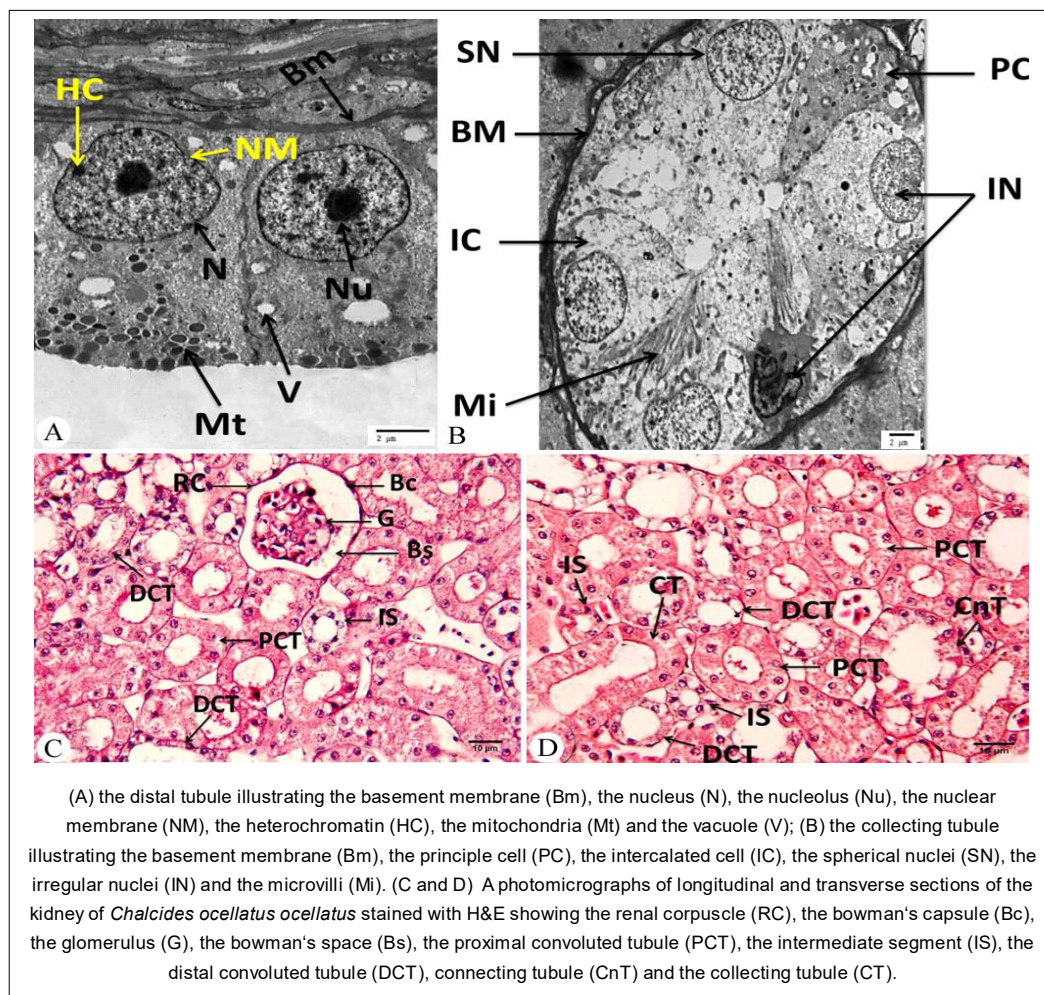 HC
Bm
NM
N
Nu
V
Mt
A
2 μm
SN
PC
BM
IN
IC
Mi
B
2 μm
RC
Bc
G
Bs
DCT
IS
PCT
DCT
C
10 μm
PCT
IS
CT
DCT
CnT
PCT
IS
DCT
D
10 μm
(A) the distal tubule illustrating the basement membrane (Bm), the nucleus (N), the nucleolus (Nu), the nuclear
membrane (NM), the heterochromatin (HC), the mitochondria (Mt) and the vacuole (V); (B) the collecting tubule
illustrating the basement membrane (Bm), the principle cell (PC), the intercalated cell (IC), the spherical nuclei (SN), the
irregular nuclei (IN) and the microvilli (Mi). (C and D) A photomicrographs of longitudinal and transverse sections of the
kidney of Chalcides ocellatus ocellatus stained with H&E showing the renal corpuscle (RC), the bowman‘s capsule (Bc),
the glomerulus (G), the bowman‘s space (Bs), the proximal convoluted tubule (PCT), the intermediate segment (IS), the
distal convoluted tubule (DCT), connecting tubule (CnT) and the collecting tubule (CT).